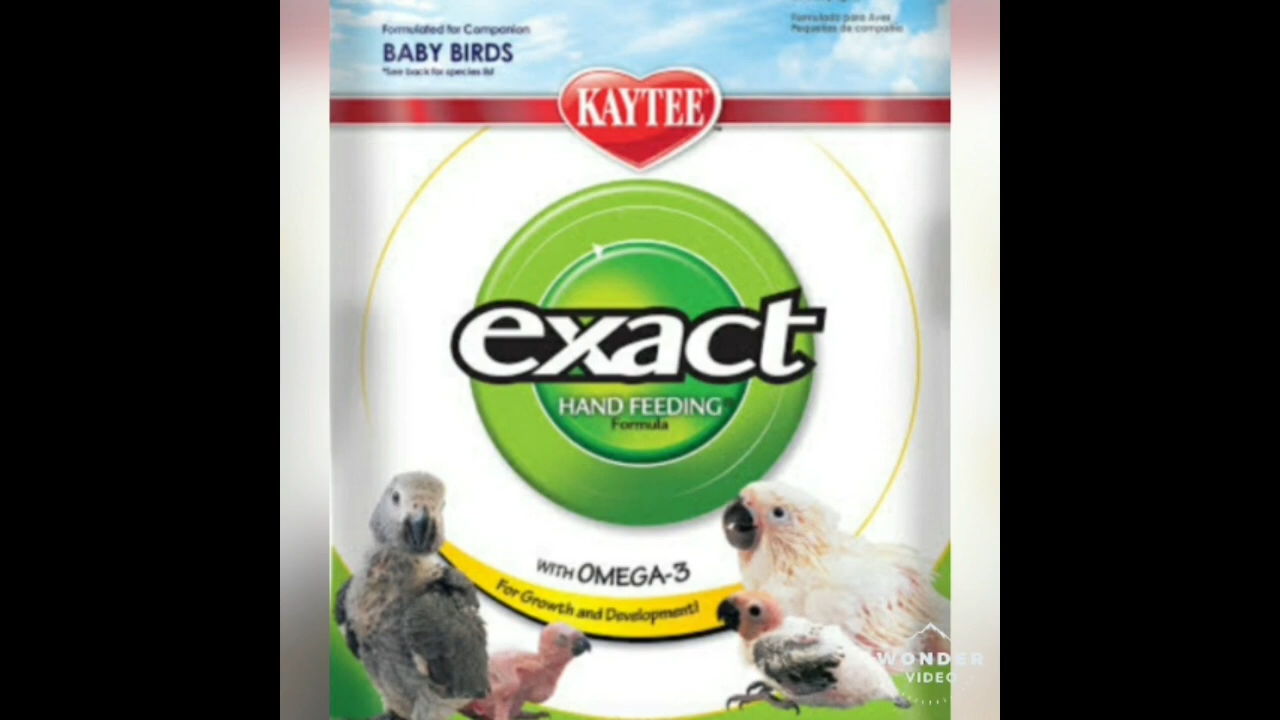 Formulated for Companion
BABY BIRDS
*See back for species list
Formulado para Aves
Pequeñas de compañía
KAYTEE
exact
HAND FEEDING
Formula
WITH OMEGA-3
For Growth and Development!
WONDER
VIDEO